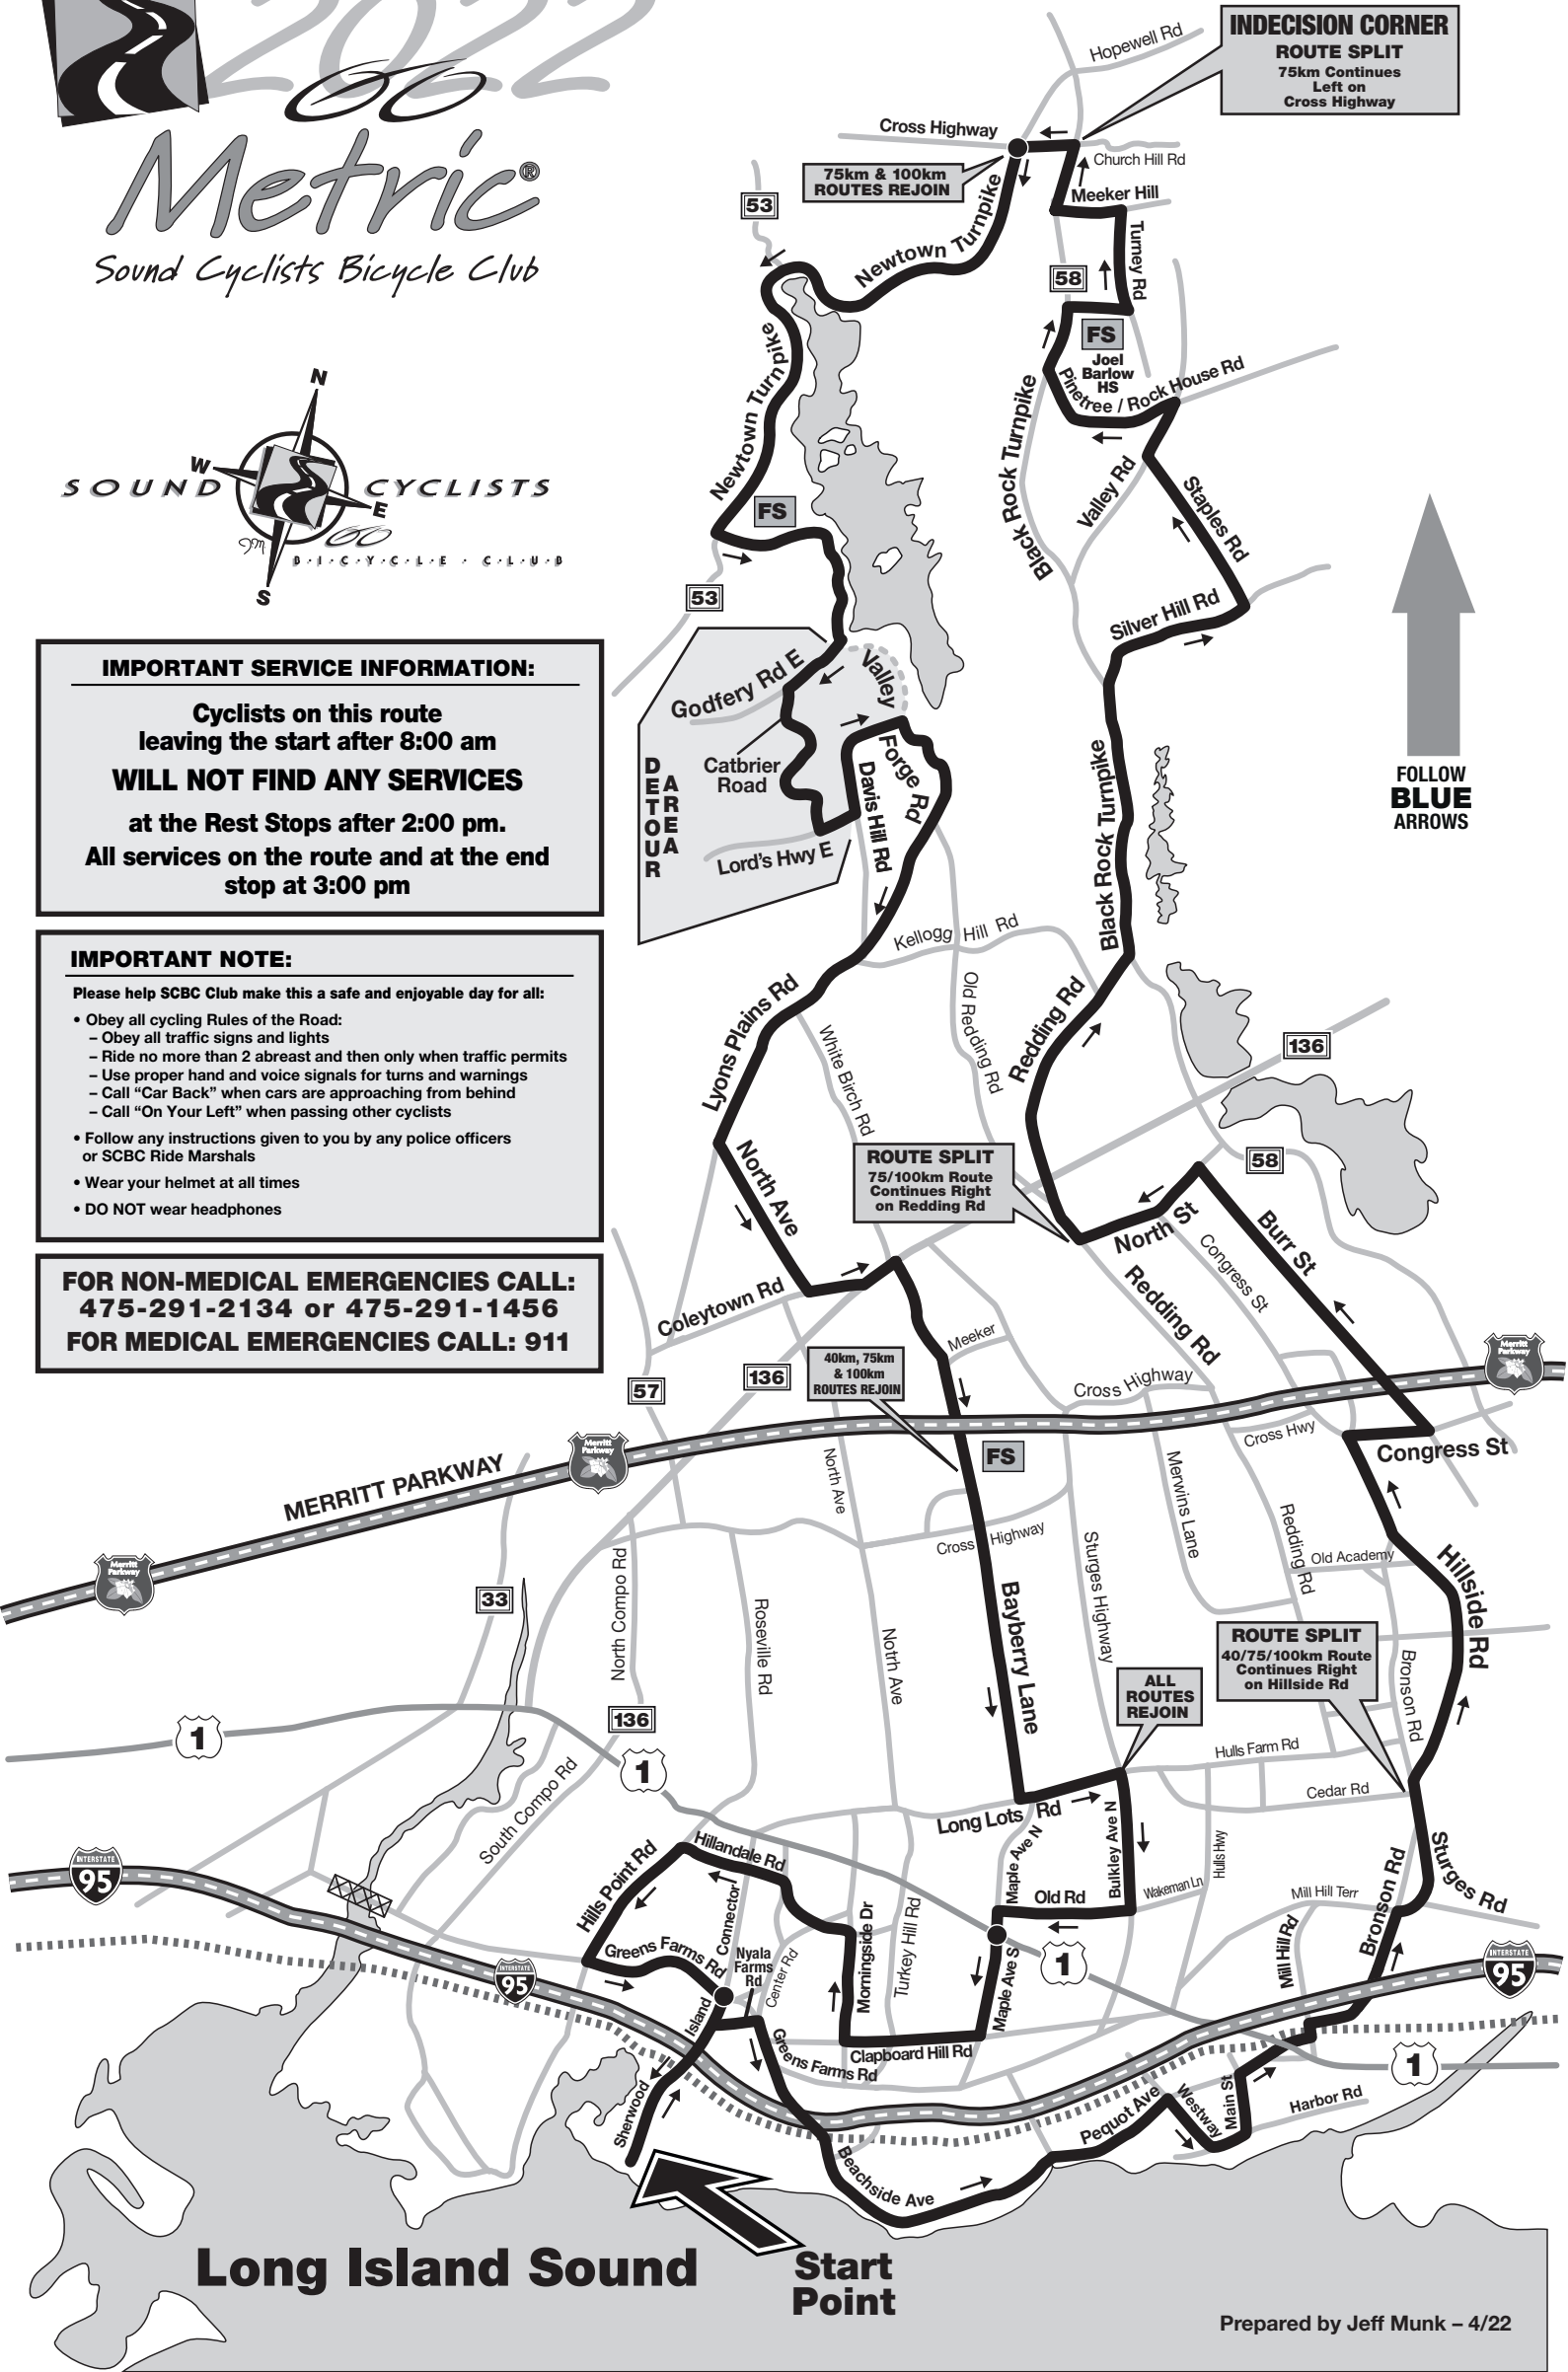 2022
Metric®
Sound Cyclists Bicycle Club
N
W
SOUND CYCLISTS
E
B·I·C·Y·C·L·E · C·L·U·B
S
IMPORTANT SERVICE INFORMATION:
Cyclists on this route
leaving the start after 8:00 am
WILL NOT FIND ANY SERVICES
at the Rest Stops after 2:00 pm.
All services on the route and at the end
stop at 3:00 pm
IMPORTANT NOTE:
Please help SCBC Club make this a safe and enjoyable day for all:
• Obey all cycling Rules of the Road:
– Obey all traffic signs and lights
– Ride no more than 2 abreast and then only when traffic permits
– Use proper hand and voice signals for turns and warnings
– Call “Car Back” when cars are approaching from behind
– Call “On Your Left” when passing other cyclists
• Follow any instructions given to you by any police officers
or SCBC Ride Marshals
• Wear your helmet at all times
• DO NOT wear headphones
FOR NON-MEDICAL EMERGENCIES CALL:
475-291-2134 or 475-291-1456
FOR MEDICAL EMERGENCIES CALL: 911
INDECISION CORNER
ROUTE SPLIT
75km Continues
Left on
Cross Highway
Hopewell Rd
Cross Highway
Church Hill Rd
75km & 100km
ROUTES REJOIN
Meeker Hill
53
Newtown Turnpike
Turney Rd
58
FS
Joel
Barlow
HS
Pinetree / Rock House Rd
Newtown Turnpike
Black Rock Turnpike
Valley Rd
Staples Rd
FS
53
Silver Hill Rd
FOLLOW
BLUE
ARROWS
Godfery Rd E
Valley
Forge Rd
DETOUR
AREA
Catbrier
Road
Davis Hill Rd
Lord's Hwy E
Black Rock Turnpike
Kellogg Hill Rd
Old Redding Rd
Redding Rd
Lyons Plains Rd
White Birch Rd
136
58
North Ave
ROUTE SPLIT
75/100km Route
Continues Right
on Redding Rd
North St
Burr St
Congress St
Redding Rd
Coleytown Rd
Meeker
136
57
40km, 75km
& 100km
ROUTES REJOIN
Cross Highway
Merritt
Parkway
Cross Hwy
Congress St
FS
Merritt
Parkway
MERRITT PARKWAY
North Ave
Merwins Lane
Merritt
Parkway
Cross Highway
Sturges Highway
Redding Rd
Old Academy
Hillside Rd
33
North Compo Rd
Roseville Rd
Notrh Ave
Bayberry Lane
ROUTE SPLIT
40/75/100km Route
Continues Right
on Hillside Rd
Bronson Rd
ALL
ROUTES
REJOIN
1
136
1
Hulls Farm Rd
Cedar Rd
South Compo Rd
Long Lots Rd
Maple Ave N
Bulkley Ave N
Hulls Hwy
Hillandale Rd
Hills Point Rd
INTERSTATE
95
Old Rd
Wakeman Ln
Mill Hill Terr
Sturges Rd
Bronson Rd
Mill Hill Rd
Connector
Greens Farms Rd
Nyala
Farms
Rd
Center Rd
Morningside Dr
Turkey Hill Rd
Maple Ave S
1
INTERSTATE
95
INTERSTATE
95
Island
Clapboard Hill Rd
Greens Farms Rd
1
Sherwood
Pequot Ave
Westway
Main St
Harbor Rd
Beachside Ave
Long Island Sound
Start
Point
Prepared by Jeff Munk – 4/22